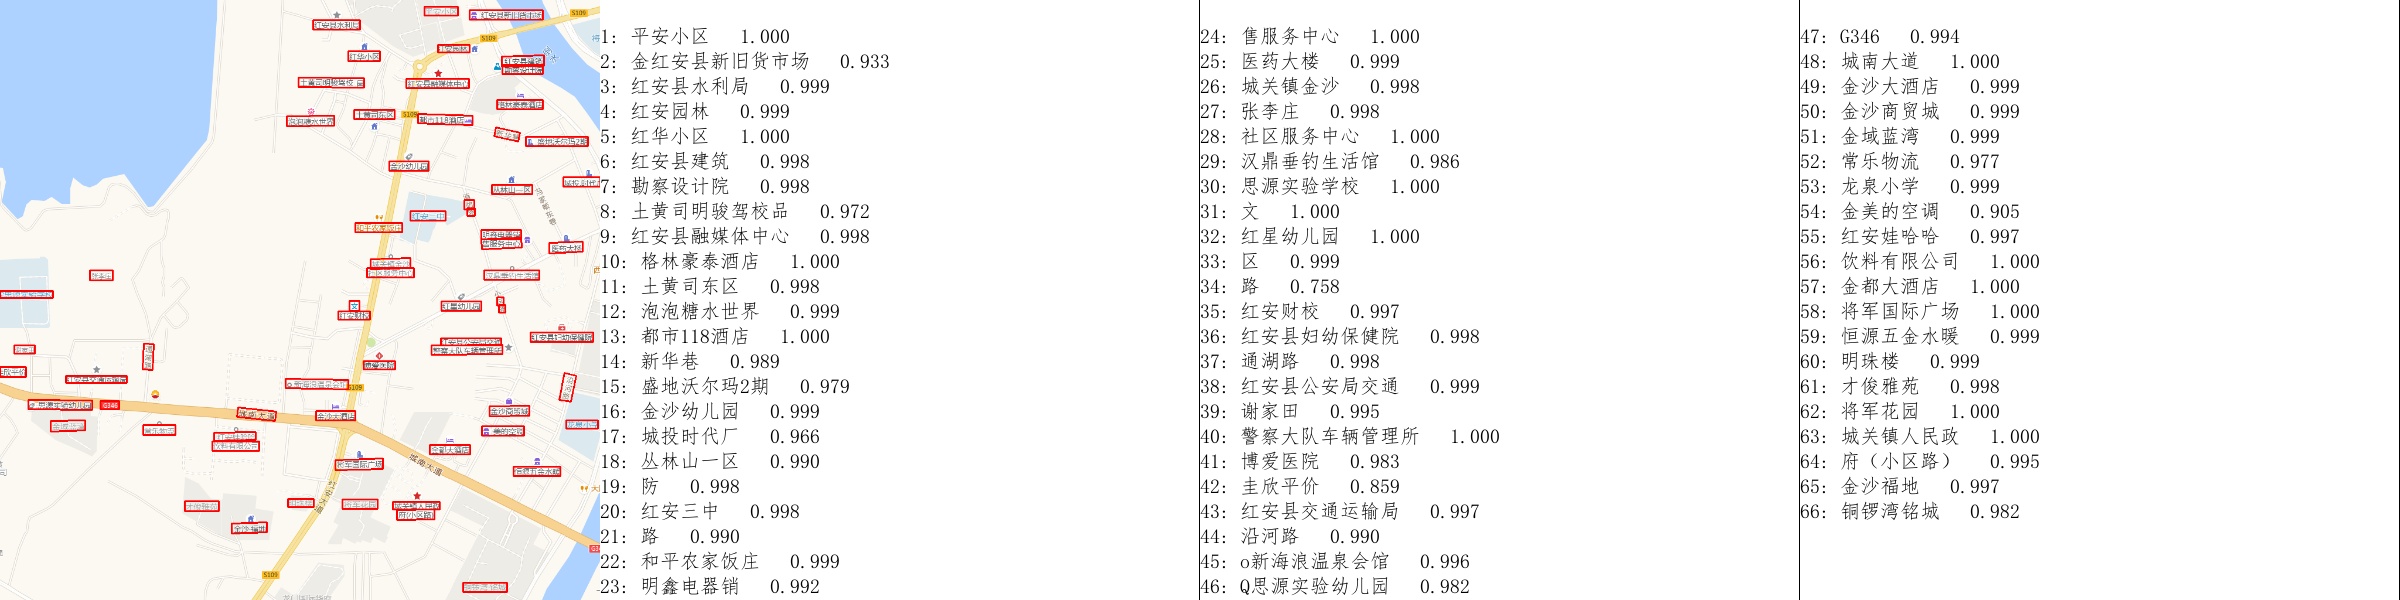 1: 平安小区 1.000
2: 金红安县新旧货市场 0.933
3: 红安县水利局 0.999
4: 红安园林 0.999
5: 红华小区 1.000
6: 红安县建筑 0.998
7: 勘察设计院 0.998
8: 土黄司明骏驾校品 0.972
9: 红安县融媒体中心 0.998
10: 格林豪泰酒店 1.000
11: 土黄司东区 0.998
12: 泡泡糖水世界 0.999
13: 都市118酒店 1.000
14: 新华巷 0.989
15: 盛地沃尔玛2期 0.979
16: 金沙幼儿园 0.999
17: 城投时代厂 0.966
18: 丛林山一区 0.990
19: 防 0.998
20: 红安三中 0.998
21: 路 0.990
22: 和平农家饭庄 0.999
23: 明鑫电器销 0.992
24: 售服务中心 1.000
25: 医药大楼 0.999
26: 城关镇金沙 0.998
27: 张李庄 0.998
28: 社区服务中心 1.000
29: 汉鼎垂钓生活馆 0.986
30: 思源实验学校 1.000
31: 文 1.000
32: 红星幼儿园 1.000
33: 区 0.999
34: 路 0.758
35: 红安财校 0.997
36: 红安县妇幼保健院 0.998
37: 通湖路 0.998
38: 红安县公安局交通 0.999
39: 谢家田 0.995
40: 警察大队车辆管理所 1.000
41: 博爱医院 0.983
42: 圭欣平价 0.859
43: 红安县交通运输局 0.997
44: 沿河路 0.990
45: o新海浪温泉会馆 0.996
46: Q思源实验幼儿园 0.982
47: G346 0.994
48: 城南大道 1.000
49: 金沙大酒店 0.999
50: 金沙商贸城 0.999
51: 金域蓝湾 0.999
52: 常乐物流 0.977
53: 龙泉小学 0.999
54: 金美的空调 0.905
55: 红安娃哈哈 0.997
56: 饮料有限公司 1.000
57: 金都大酒店 1.000
58: 将军国际广场 1.000
59: 恒源五金水暖 0.999
60: 明珠楼 0.999
61: 才俊雅苑 0.998
62: 将军花园 1.000
63: 城关镇人民政 1.000
64: 府（小区路） 0.995
65: 金沙福地 0.997
66: 铜锣湾铭城 0.982
S109
S109
S109
S109
S109
城南大道